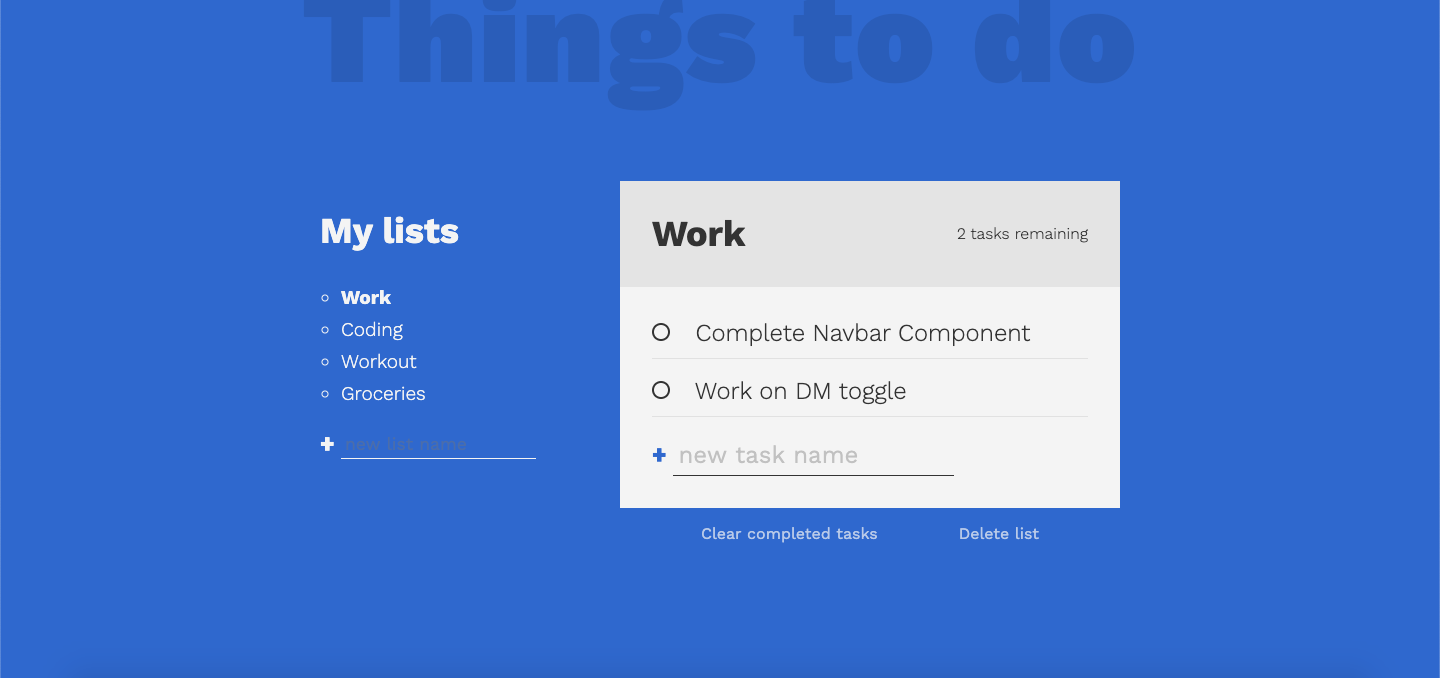 Things to do
My lists
Work
Coding
Workout
Groceries
+ new list name
Work
2 tasks remaining
Complete Navbar Component
Work on DM toggle
+ new task name
Clear completed tasks
Delete list